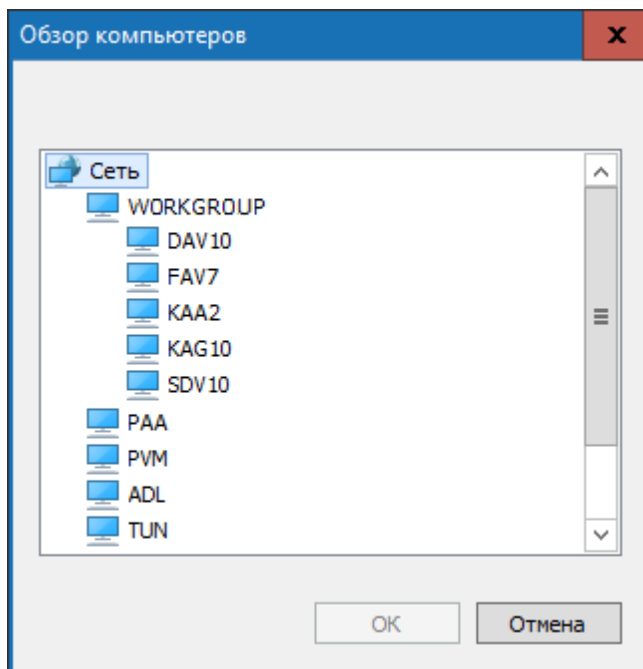 Обзор компьютеров
Сеть
WORKGROUP
DAV10
FAV7
KAA2
KAG10
SDV10
PAA
PVM
ADL
TUN
OK
Отмена